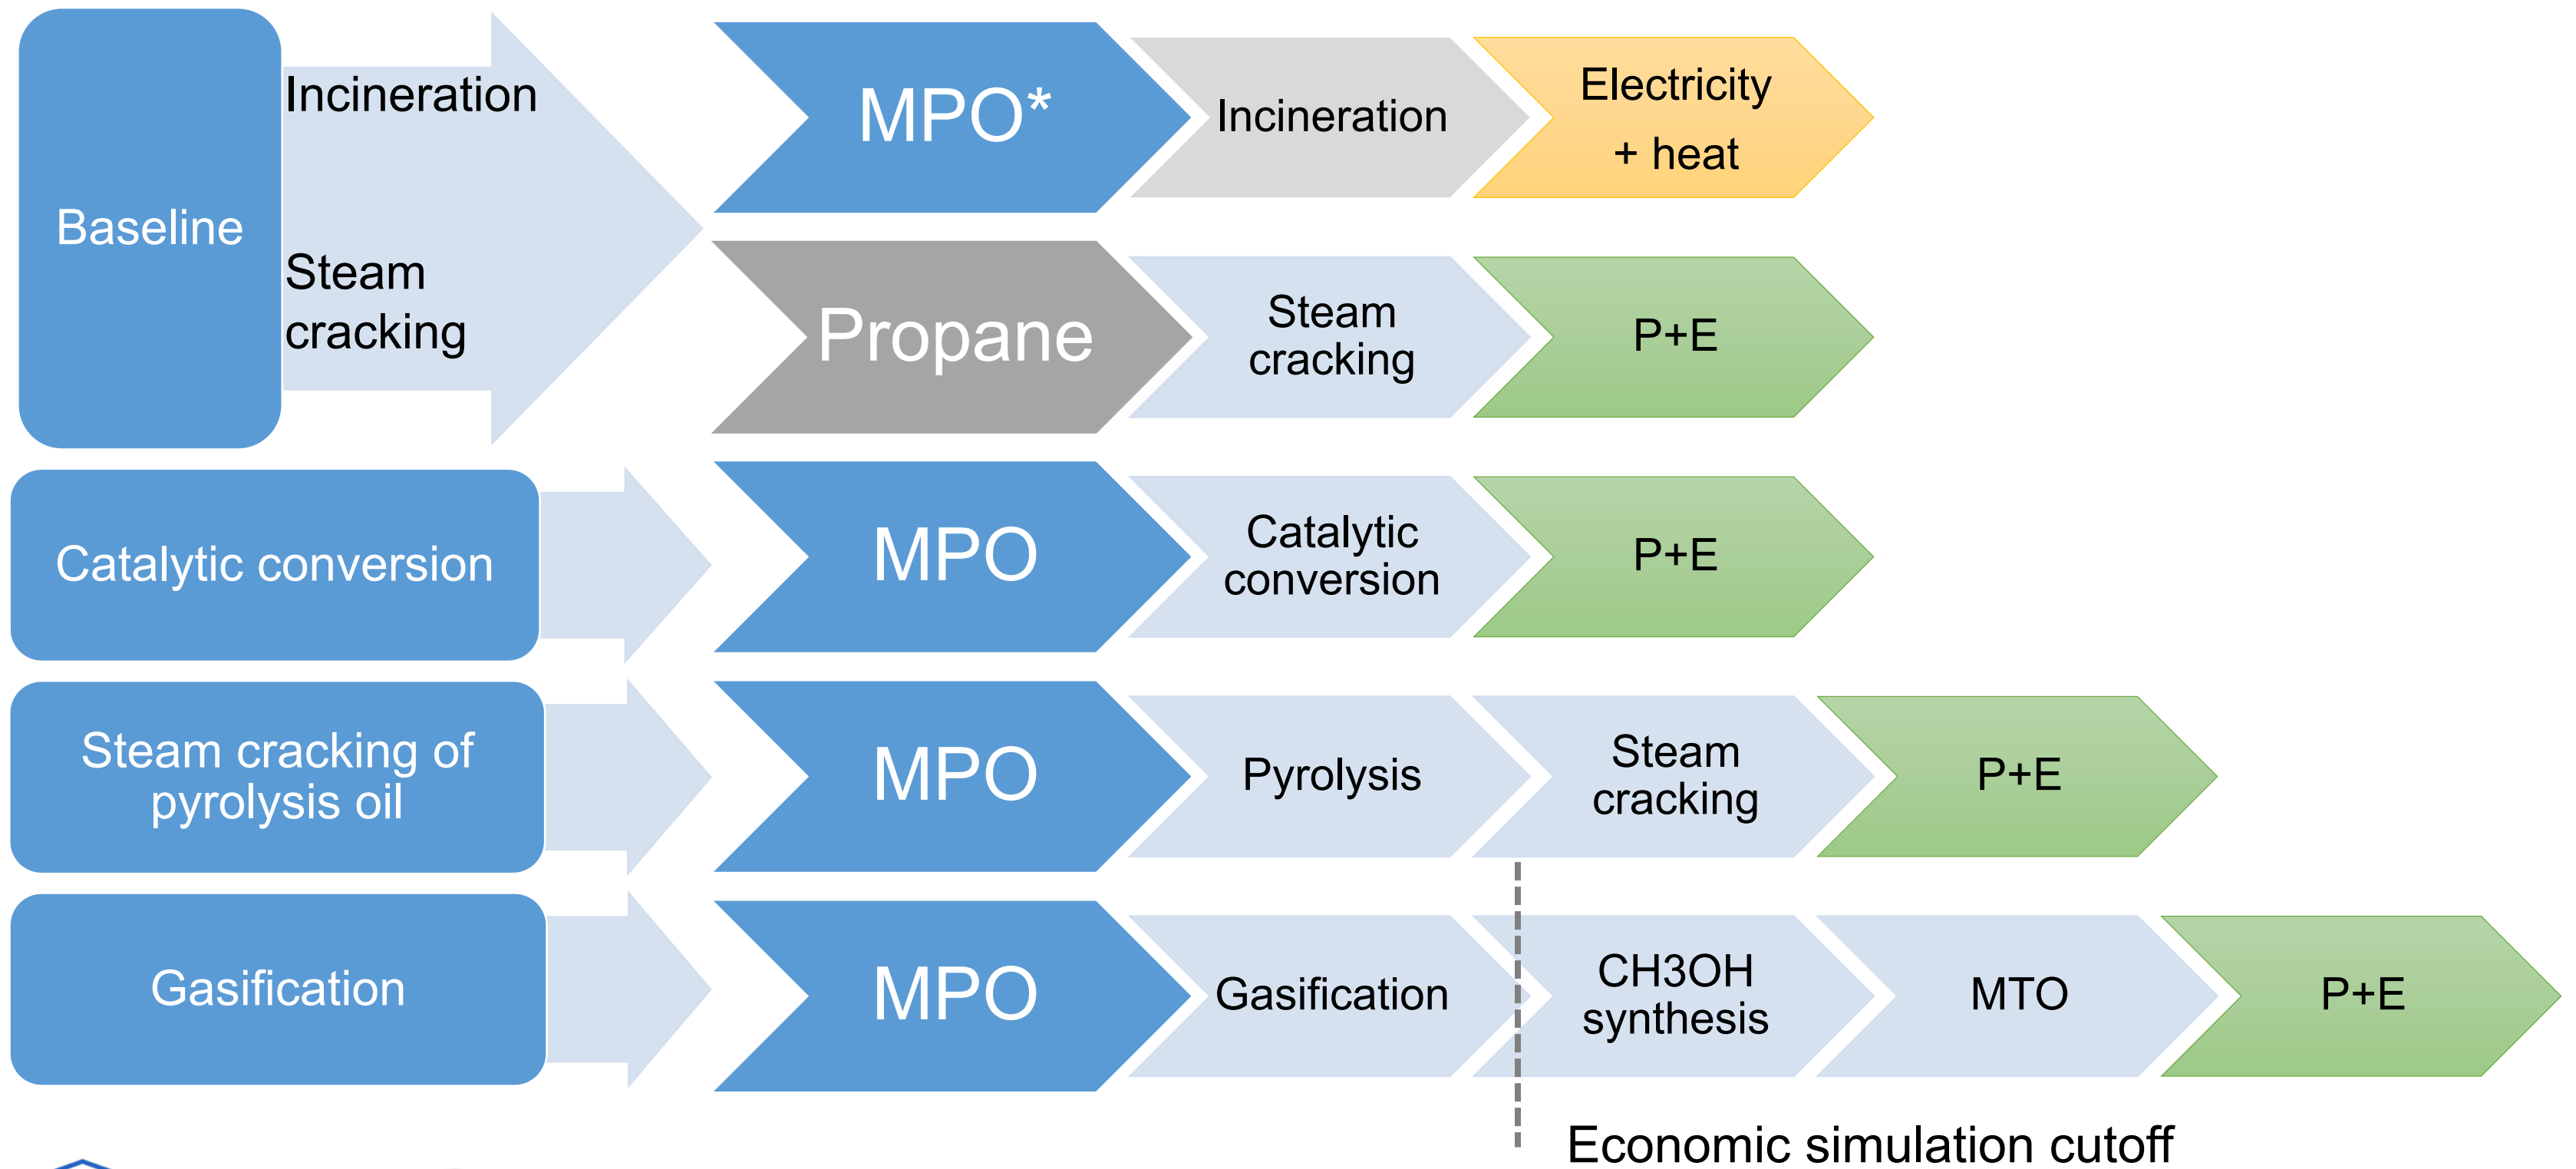 Baseline
Incineration
Steam
cracking
MPO*
Incineration
Electricity
+ heat
Propane
Steam
cracking
P+E
Catalytic conversion
MPO
Catalytic
conversion
P+E
Steam cracking of
pyrolysis oil
MPO
Pyrolysis
Steam
cracking
P+E
Gasification
MPO
Gasification
CH3OH
synthesis
MTO
P+E
Economic simulation cutoff